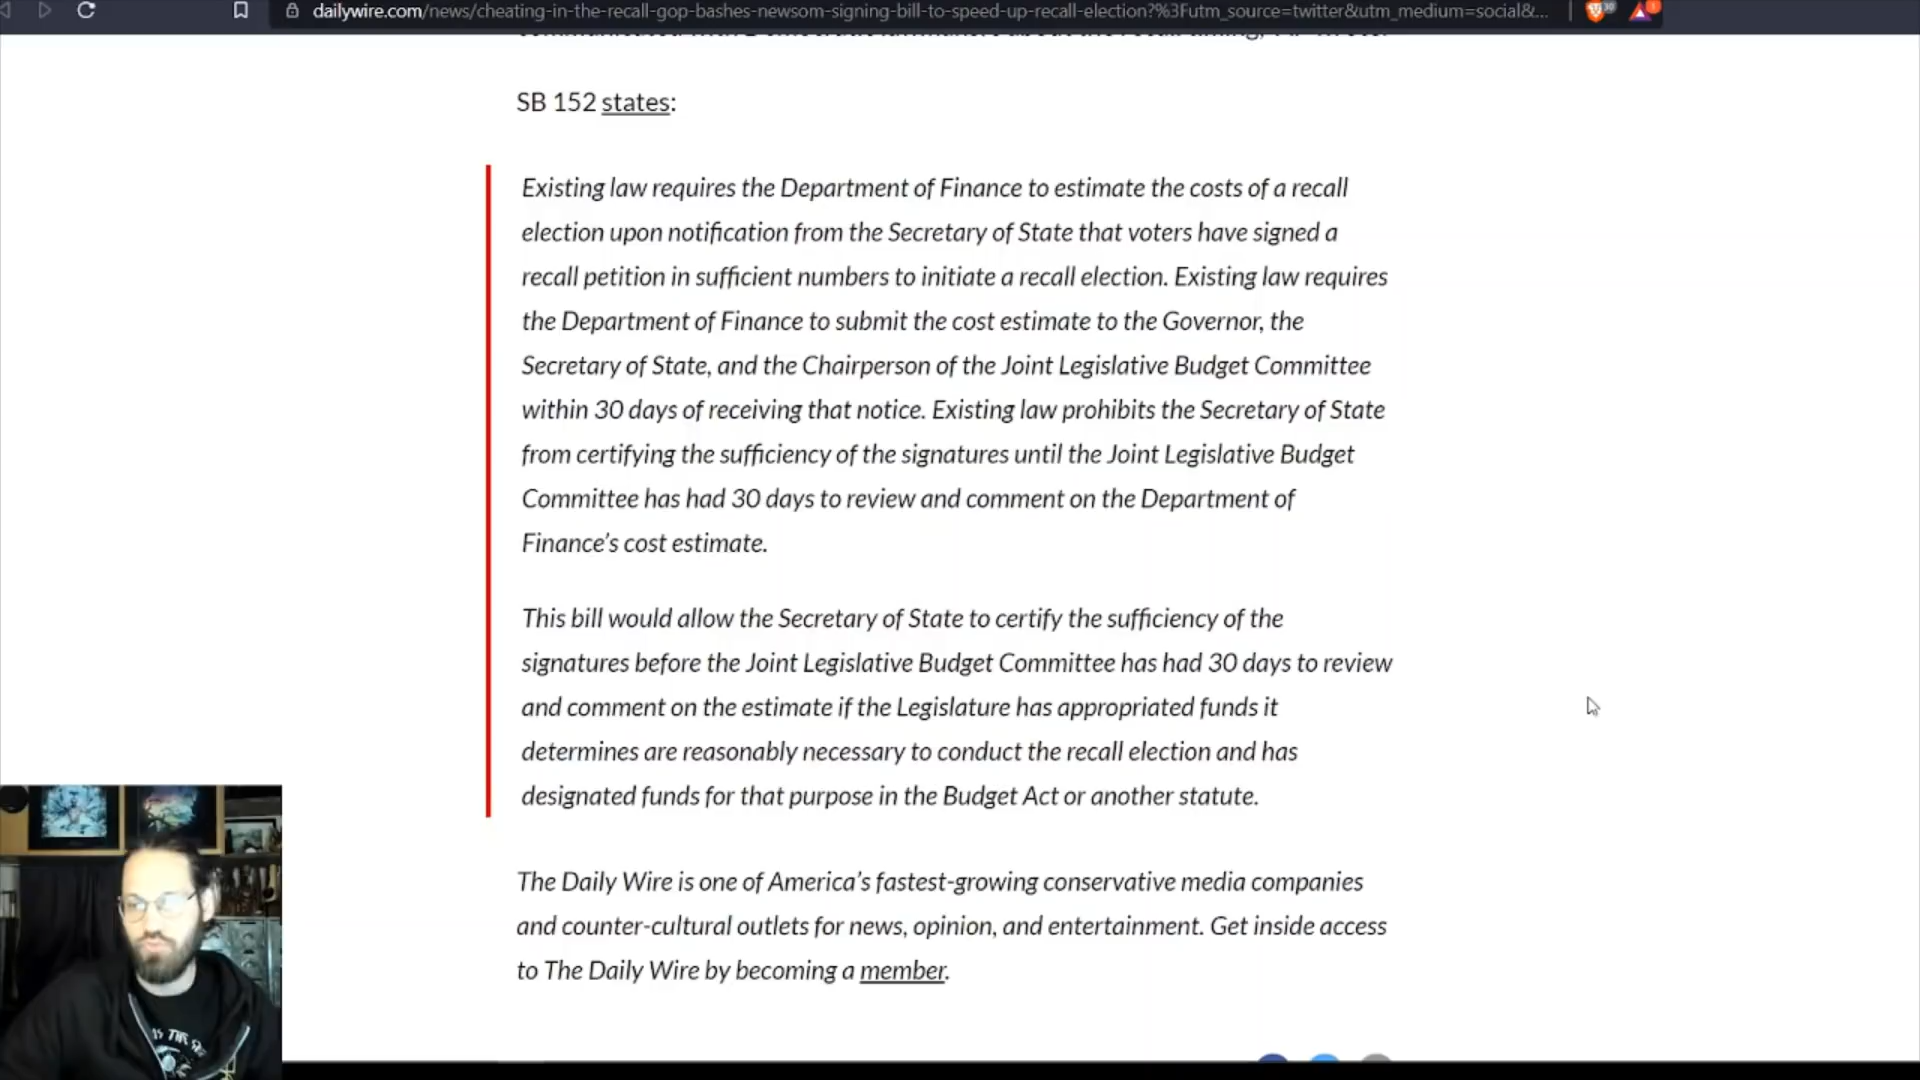 dailywire.com/news/cheating-in-the-recall-gop-bashes-newsom-signing-bill-to-speed-up-recall-election?%3Futm_source=twitter&utm_medium=social&...
SB 152 states:
Existing law requires the Department of Finance to estimate the costs of a recall
election upon notification from the Secretary of State that voters have signed a
recall petition in sufficient numbers to initiate a recall election. Existing law requires
the Department of Finance to submit the cost estimate to the Governor, the
Secretary of State, and the Chairperson of the Joint Legislative Budget Committee
within 30 days of receiving that notice. Existing law prohibits the Secretary of State
from certifying the sufficiency of the signatures until the Joint Legislative Budget
Committee has had 30 days to review and comment on the Department of
Finance’s cost estimate.
This bill would allow the Secretary of State to certify the sufficiency of the
signatures before the Joint Legislative Budget Committee has had 30 days to review
and comment on the estimate if the Legislature has appropriated funds it
determines are reasonably necessary to conduct the recall election and has
designated funds for that purpose in the Budget Act or another statute.
The Daily Wire is one of America’s fastest-growing conservative media companies
and counter-cultural outlets for news, opinion, and entertainment. Get inside access
to The Daily Wire by becoming a member.